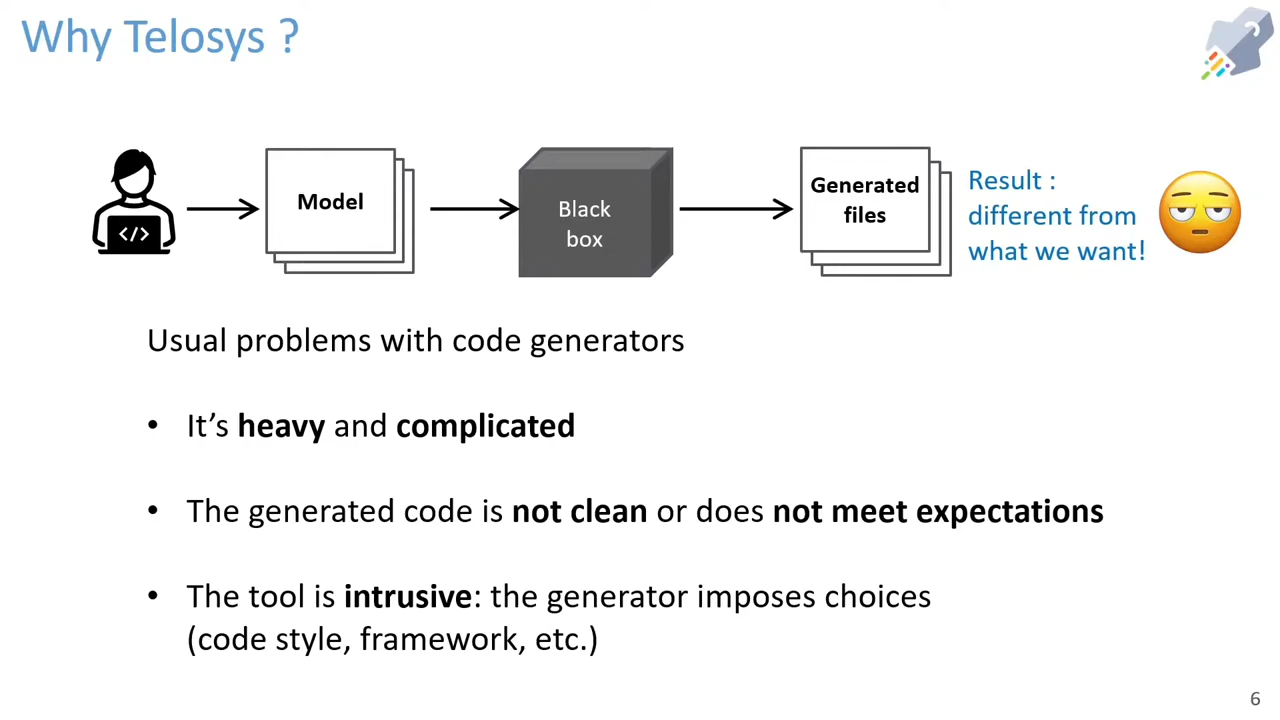 Why Telosys ?
</>
Model
Black
box
Generated
files
Result :
different from
what we want!
Usual problems with code generators
• It’s heavy and complicated
• The generated code is not clean or does not meet expectations
• The tool is intrusive: the generator imposes choices
(code style, framework, etc.)
6